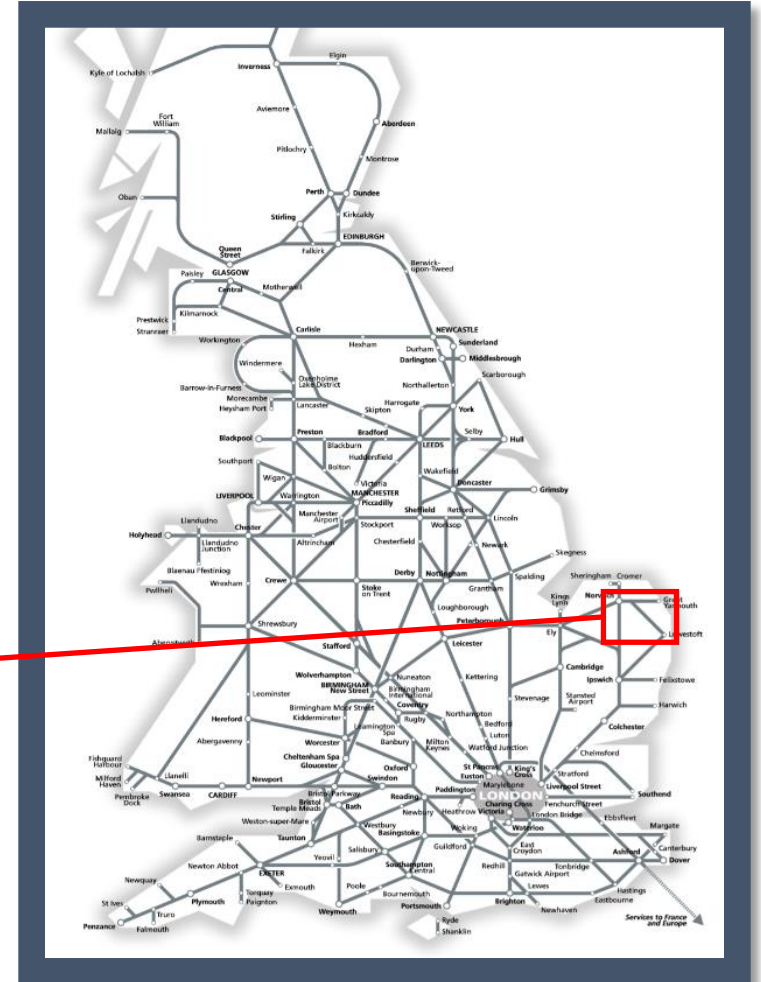 Elgin
Inverness
Kyle of Lochalsh
Aviemore
Fort
William
Aberdeen
Mallaig
Pitlochry
Montrose
Perth
Dundee
Oban
Stirling
Kirkcaldy
EDINBURGH
Queen
Street
Falkirk
Berwick-
upon-Tweed
Paisley
GLASGOW
Central
Motherwell
Kilmarnock
Prestwick
Stranraer
Carlisle
NEWCASTLE
Workington
Hexham
Sunderland
Durham
Darlington
Middlesbrough
Windermere
Scarborough
Oxenholme
Lake District
Northallerton
Barrow-in-Furness
Morecambe
Heysham Port
Lancaster
Harrogate
Skipton
York
Blackpool
Preston
Bradford
Selby
Blackburn
LEEDS
Hull
Huddersfield
Southport
Bolton
Wakefield
Wigan
Victoria
MANCHESTER
Piccadilly
Doncaster
Grimsby
LIVERPOOL
Warrington
Manchester
Airport
Sheffield
Retford
Llandudno
Stockport
Worksop
Lincoln
Holyhead
Chester
Llandudno
Junction
Altrincham
Chesterfield
Newark
Skegness
Blaenau Ffestiniog
Derby
Nottingham
Spalding
Sheringham
Cromer
Pwllheli
Wrexham
Crewe
Stoke
on Trent
Grantham
Kings
Lynn
Norwich
Great
Yarmouth
Loughborough
Peterborough
Shrewsbury
Ely
Lowestoft
Aberystwyth
Stafford
Leicester
Wolverhampton
Nuneaton
Cambridge
BIRMINGHAM
New Street
Birmingham
International
Kettering
Ipswich
Felixstowe
Leominster
Birmingham Moor Street
Coventry
Stevenage
Stansted
Airport
Harwich
Hereford
Kidderminster
Rugby
Northampton
Leamington
Spa
Bedford
Colchester
Abergavenny
Worcester
Banbury
Milton
Keynes
Luton
Watford Junction
Chelmsford
Fishguard
Harbour
Cheltenham Spa
Gloucester
Oxford
St Pancras
King's
Cross
Euston
Stratford
Milford
Haven
Llanelli
Newport
Swindon
Marylebone
Liverpool Street
Pembroke
Dock
Swansea
CARDIFF
Bristol Parkway
Reading
Paddington
LONDON
Southend
Bristol
Temple Meads
Bath
Charing Cross
Fenchurch Street
Newbury
Heathrow
Victoria
London Bridge
Ebbsfleet
Weston-super-Mare
Westbury
Basingstoke
Woking
Waterloo
Margate
Barnstaple
Taunton
Salisbury
Guildford
East
Croydon
Canterbury
Newton Abbot
Yeovil
Southampton
Central
Redhill
Tonbridge
Ashford
Dover
EXETER
Gatwick Airport
Newquay
Exmouth
Poole
Lewes
Hastings
Torquay
Paignton
Bournemouth
Eastbourne
St Ives
Plymouth
Weymouth
Portsmouth
Brighton
Newhaven
Truro
Services to France
and Europe
Penzance
Falmouth
Ryde
Shanklin